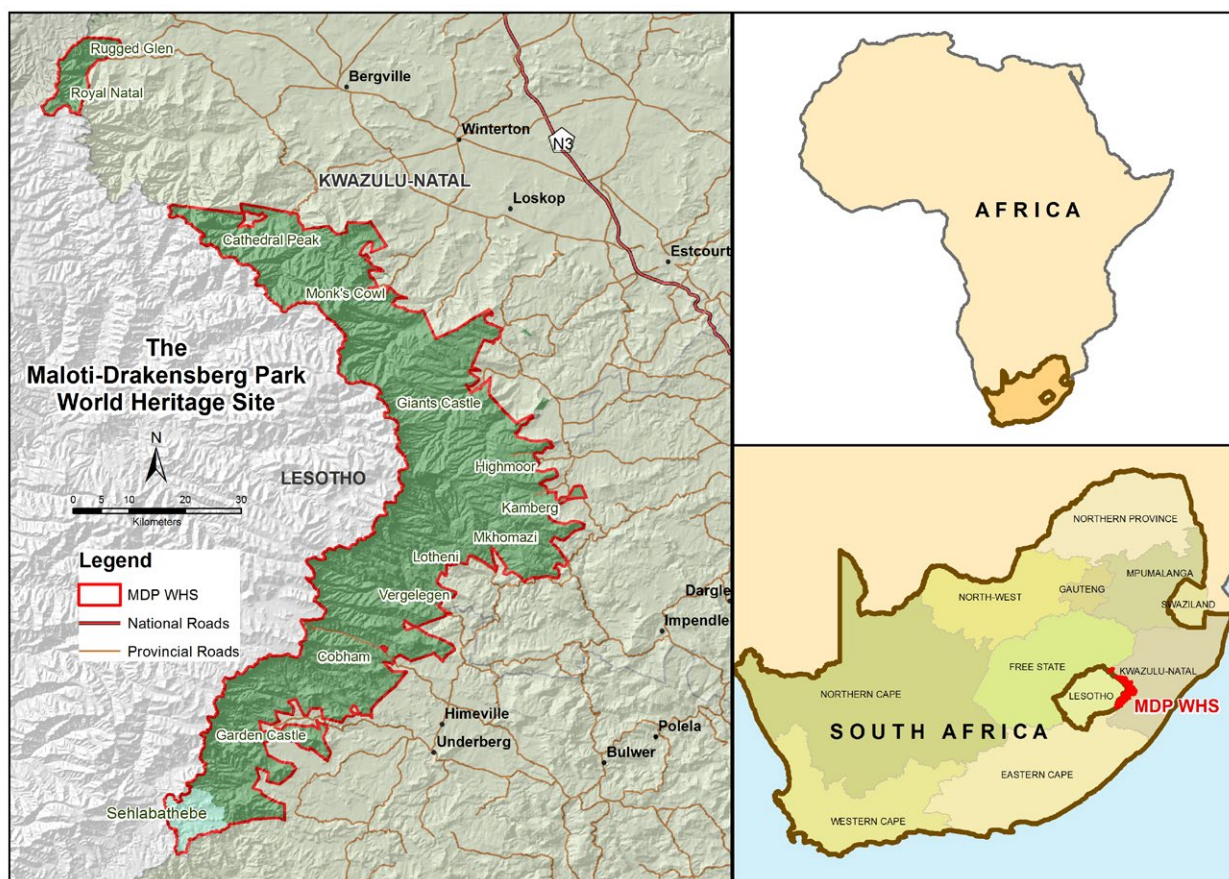 Rugged Glen
Royal Natal
Bergville
Winterton
N3
KWAZULU-NATAL
Loskop
Cathedral Peak
Estcourt
Monk's Cowl
The
Maloti-Drakensberg Park
World Heritage Site
Giants Castle
N
LESOTHO
Highmoor
0 5 10 20 30
Kilometers
Kamberg
Mkhomazi
Legend
Lotheni
MDP WHS
Vergelegen
Dargle
National Roads
Impendle
Provincial Roads
Cobham
Himeville
Garden Castle
Polela
Underberg
Bulwer
Sehlabathebe
AFRICA
NORTHERN PROVINCE
MPUMALANGA
GAUTENG
NORTH-WEST
SWAZILAND
FREE STATE
KWAZULU-NATAL
NORTHERN CAPE
LESOTHO
MDP WHS
SOUTH AFRICA
EASTERN CAPE
WESTERN CAPE